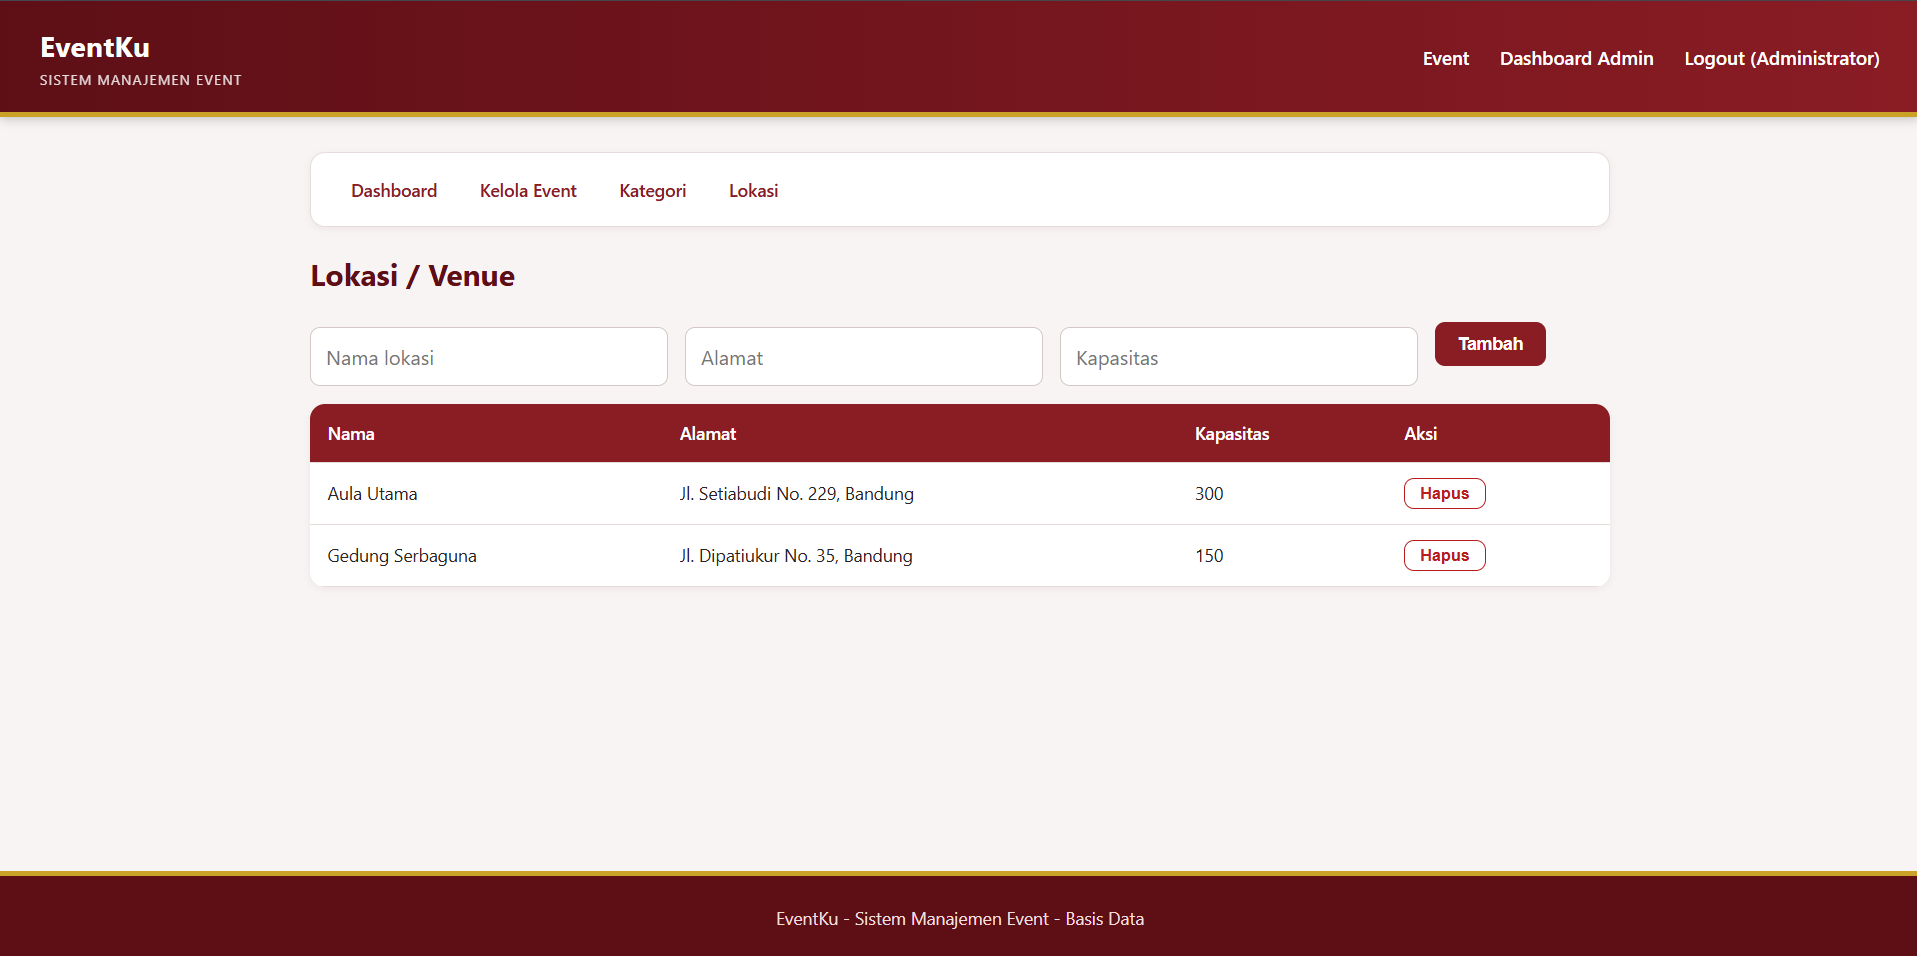 EventKu
SISTEM MANAJEMEN EVENT
Event Dashboard Admin Logout (Administrator)
Dashboard Kelola Event Kategori Lokasi
Lokasi / Venue
Nama lokasi Alamat Kapasitas Tambah
Nama Alamat Kapasitas Aksi
Aula Utama Jl. Setiabudi No. 229, Bandung 300 Hapus
Gedung Serbaguna Jl. Dipatiukur No. 35, Bandung 150 Hapus
EventKu - Sistem Manajemen Event - Basis Data